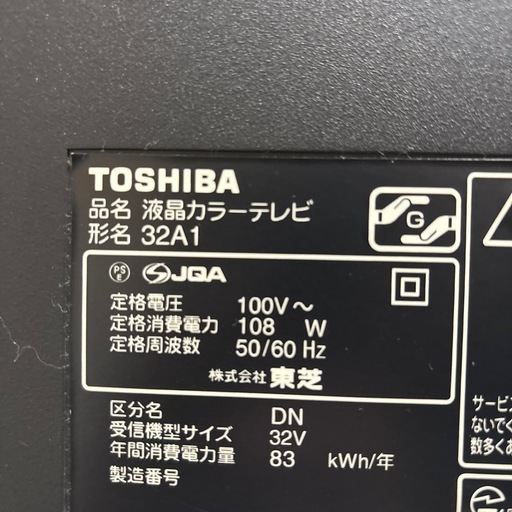 TOSHIBA
品名 液晶カラーテレビ
形名 32A1
G
PS E JQA
定格電圧 100V～
定格消費電力 108 W
定格周波数 50/60 Hz
株式会社 東芝
区分名 DN
受信機型サイズ 32V
年間消費電力量 83 kWh/年
製造番号
サービス
ないでく
数多くあ